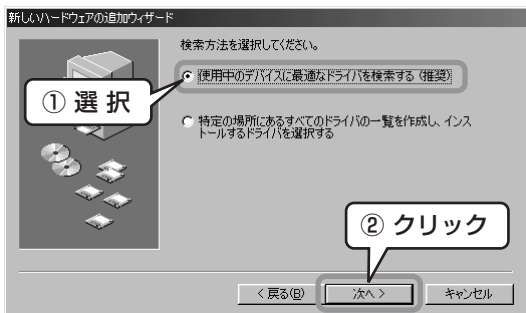 新しいハードウェアの追加ウィザード
検索方法を選択してください。
使用中のデバイスに最適なドライバを検索する（推奨）
① 選 択
特定の場所にあるすべてのドライバの一覧を作成し、インス
トールするドライバを選択する
② クリック
< 戻る(B)
次へ >
キャンセル